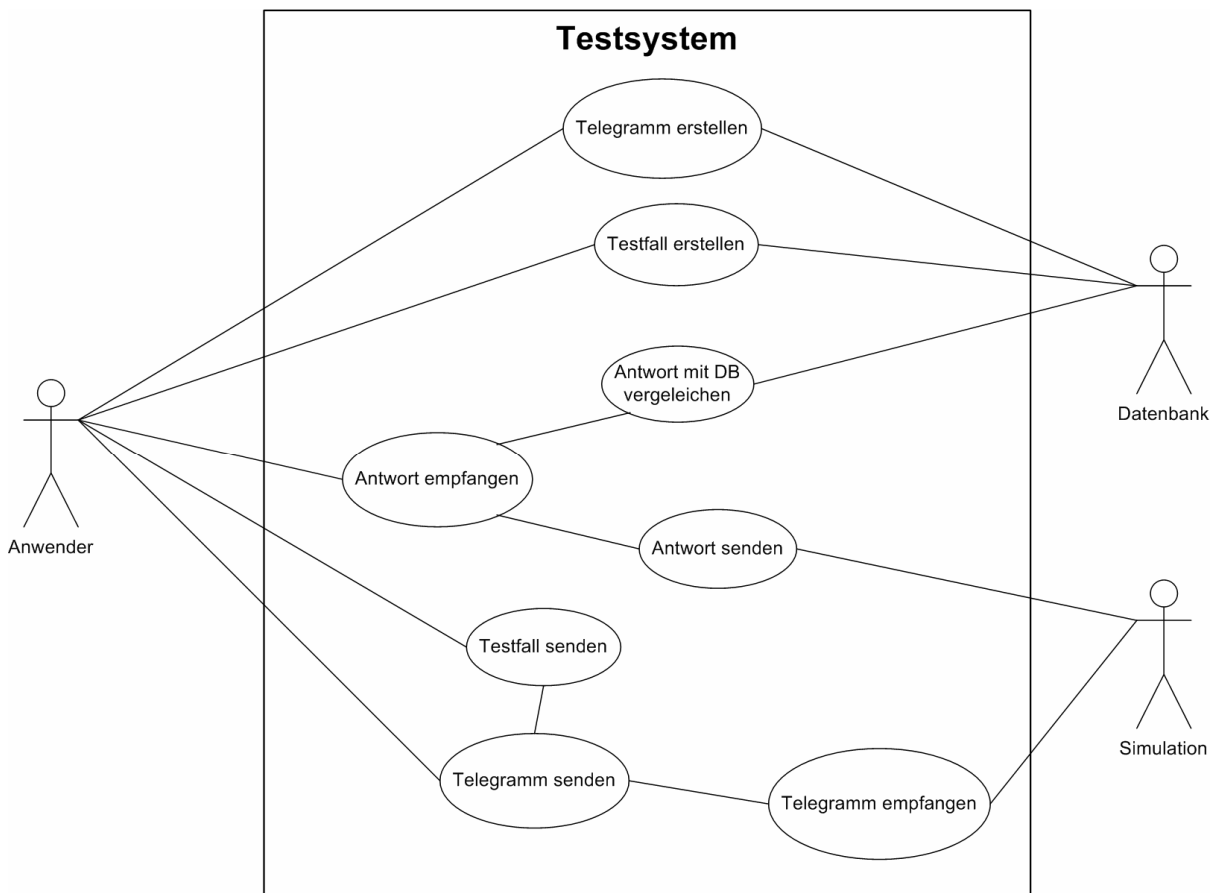 Testsystem
Telegramm erstellen
Testfall erstellen
Antwort mit DB
vergeleichen
Datenbank
Antwort empfangen
Anwender
Antwort senden
Testfall senden
Simulation
Telegramm senden
Telegramm empfangen